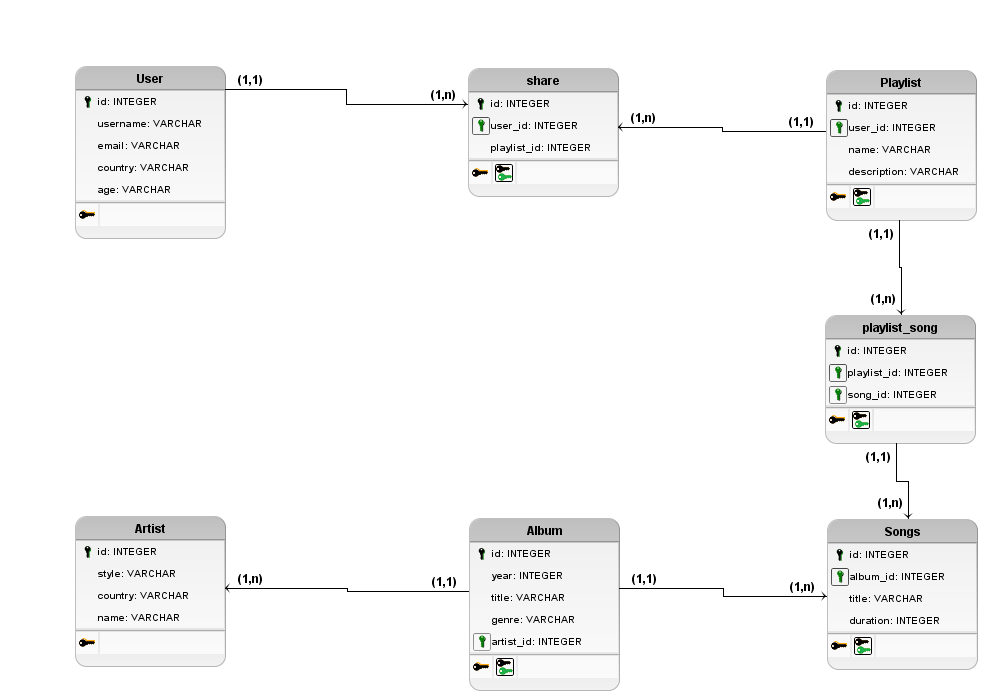 User
id: INTEGER
username: VARCHAR
email: VARCHAR
country: VARCHAR
age: VARCHAR
(1,1)
(1,n)
share
id: INTEGER
user_id: INTEGER
playlist_id: INTEGER
(1,n)
(1,1)
Playlist
id: INTEGER
user_id: INTEGER
name: VARCHAR
description: VARCHAR
(1,1)
(1,n)
playlist_song
id: INTEGER
playlist_id: INTEGER
song_id: INTEGER
(1,1)
(1,n)
Artist
id: INTEGER
style: VARCHAR
country: VARCHAR
name: VARCHAR
(1,n)
(1,1)
Album
id: INTEGER
year: INTEGER
title: VARCHAR
genre: VARCHAR
artist_id: INTEGER
(1,1)
(1,n)
Songs
id: INTEGER
album_id: INTEGER
title: VARCHAR
duration: INTEGER